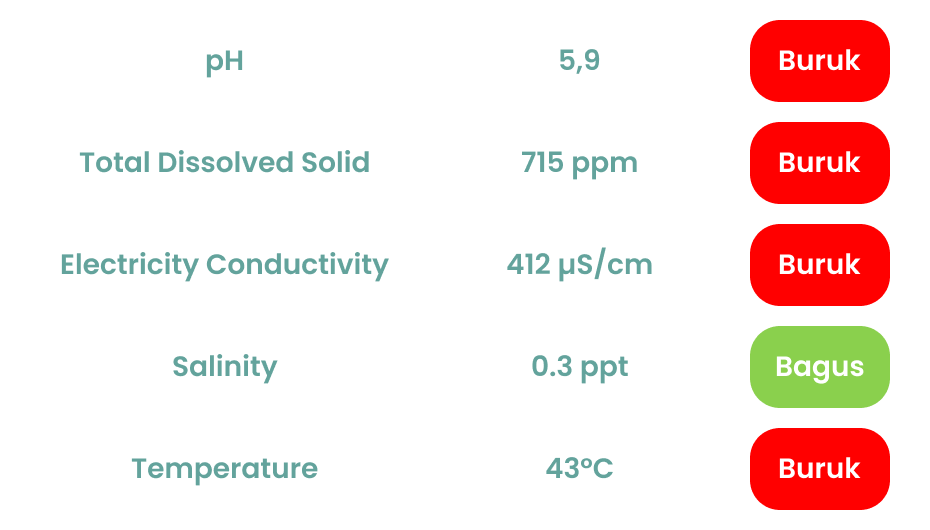 pH 5,9 Buruk
Total Dissolved Solid 715 ppm Buruk
Electricity Conductivity 412 µS/cm Buruk
Salinity 0.3 ppt Bagus
Temperature 43°C Buruk